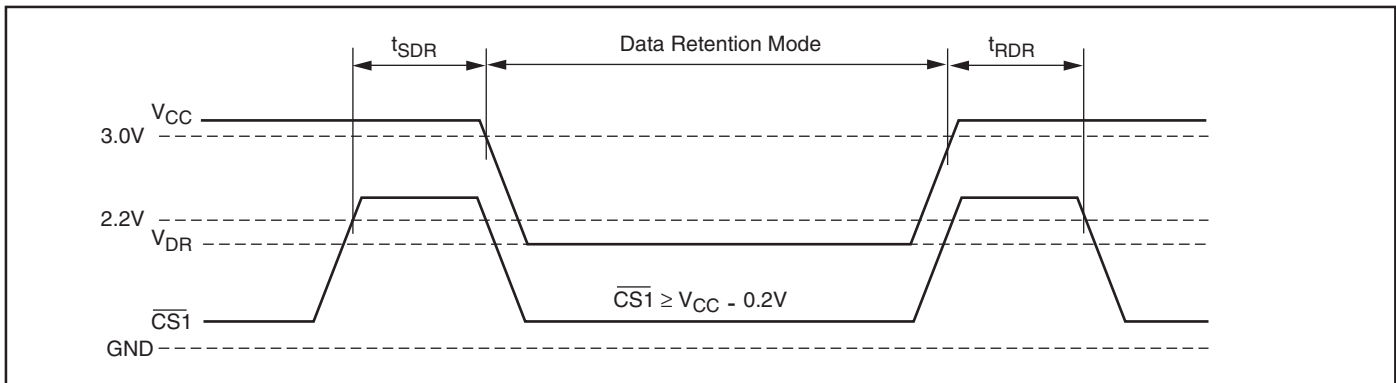 tSDR Data Retention Mode tRDR
VCC
3.0V
2.2V
VDR
CS1 ≥ VCC - 0.2V
CS1
GND